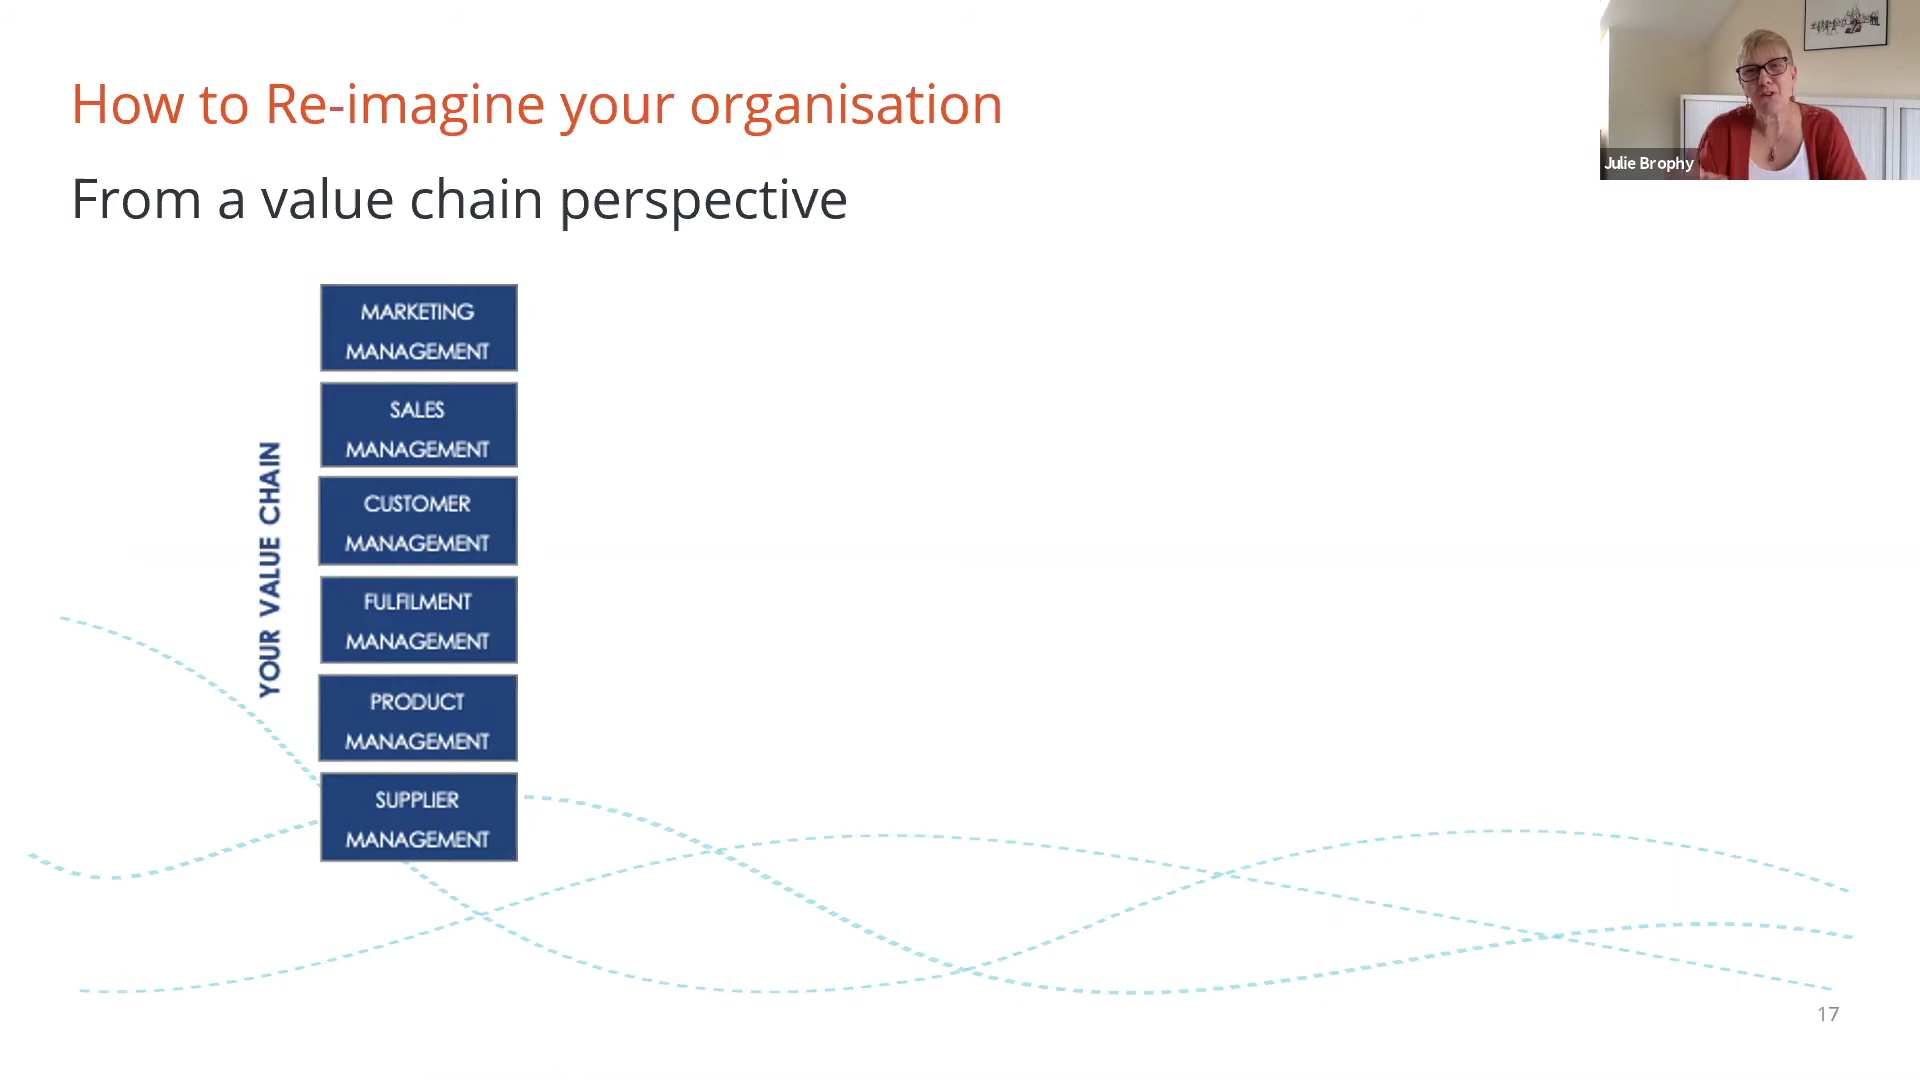 How to Re-imagine your organisation
From a value chain perspective
Julie Brophy
YOUR VALUE CHAIN
MARKETING
MANAGEMENT
SALES
MANAGEMENT
CUSTOMER
MANAGEMENT
FULFILMENT
MANAGEMENT
PRODUCT
MANAGEMENT
SUPPLIER
MANAGEMENT
17